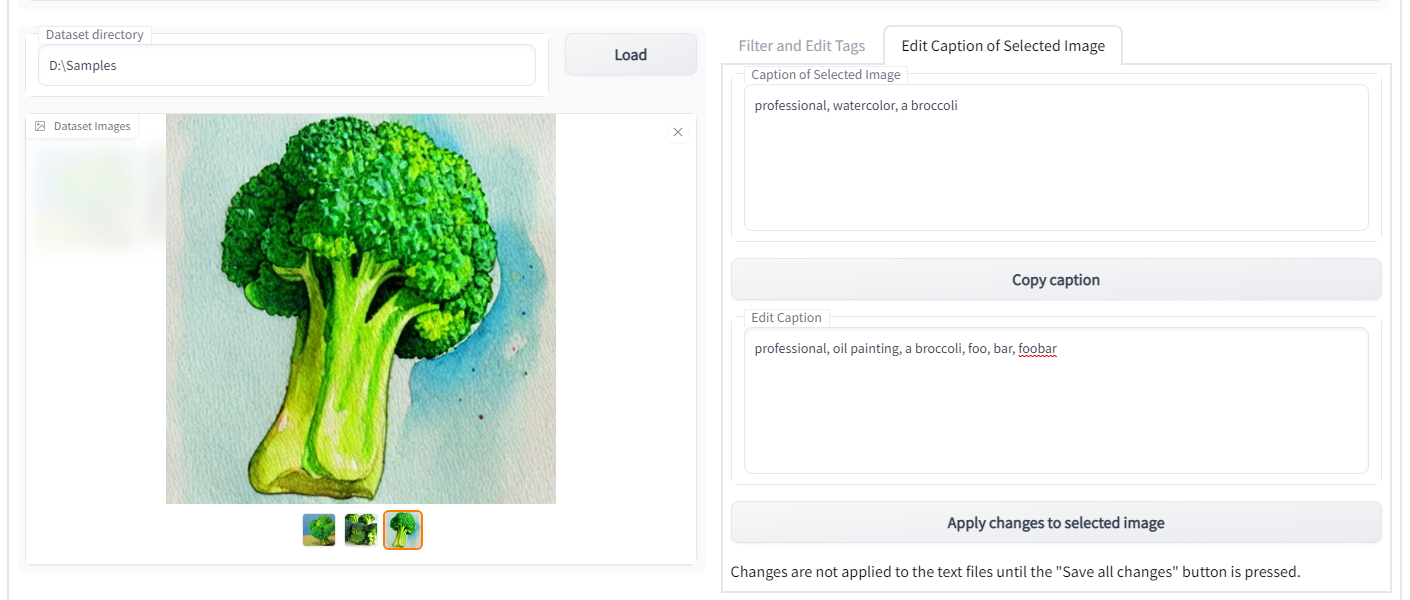 Dataset directory
D:\Samples
Load
Dataset Images
Filter and Edit Tags
Edit Caption of Selected Image
Caption of Selected Image
professional, watercolor, a broccoli
Copy caption
Edit Caption
professional, oil painting, a broccoli, foo, bar, foobar
Apply changes to selected image
Changes are not applied to the text files until the "Save all changes" button is pressed.